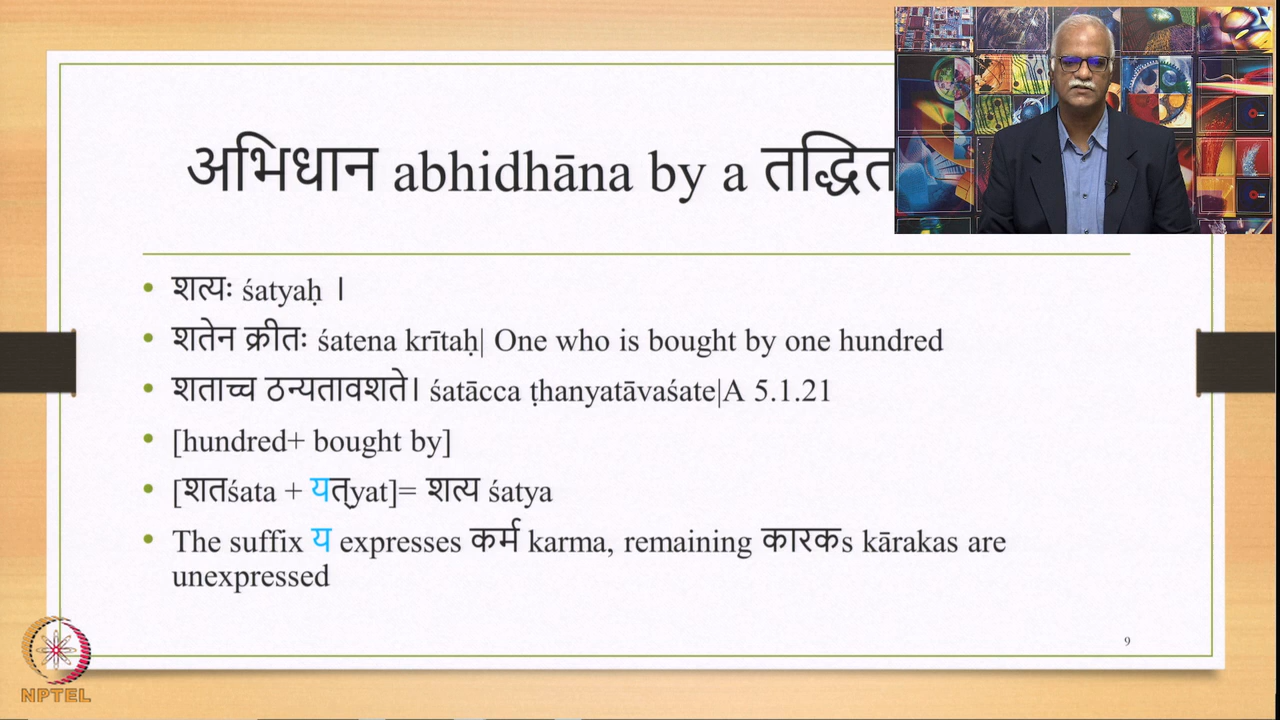 अभिधान abhidhāna by a तद्धित
शत्यः śatyaḥ ।
शतेन क्रीतः śatena krītaḥ| One who is bought by one hundred
शताच्च ठन्यतावशते। śatācca ṭhanyatāvaśate|A 5.1.21
[hundred+ bought by]
[शतśata + यत्yat]= शत्य śatya
The suffix य expresses कर्म karma, remaining कारकs kārakas are
unexpressed
9
NPTEL